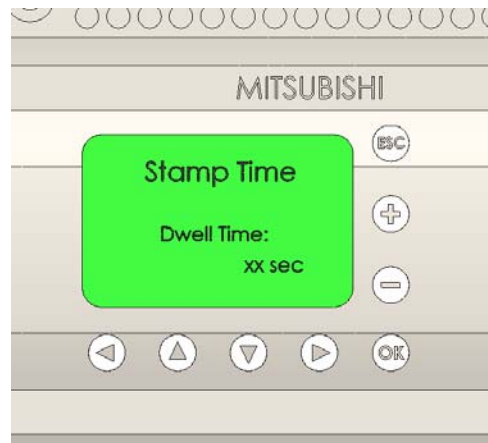 MITSUBISHI
ESC
Stamp Time
Dwell Time:
xx sec
OK